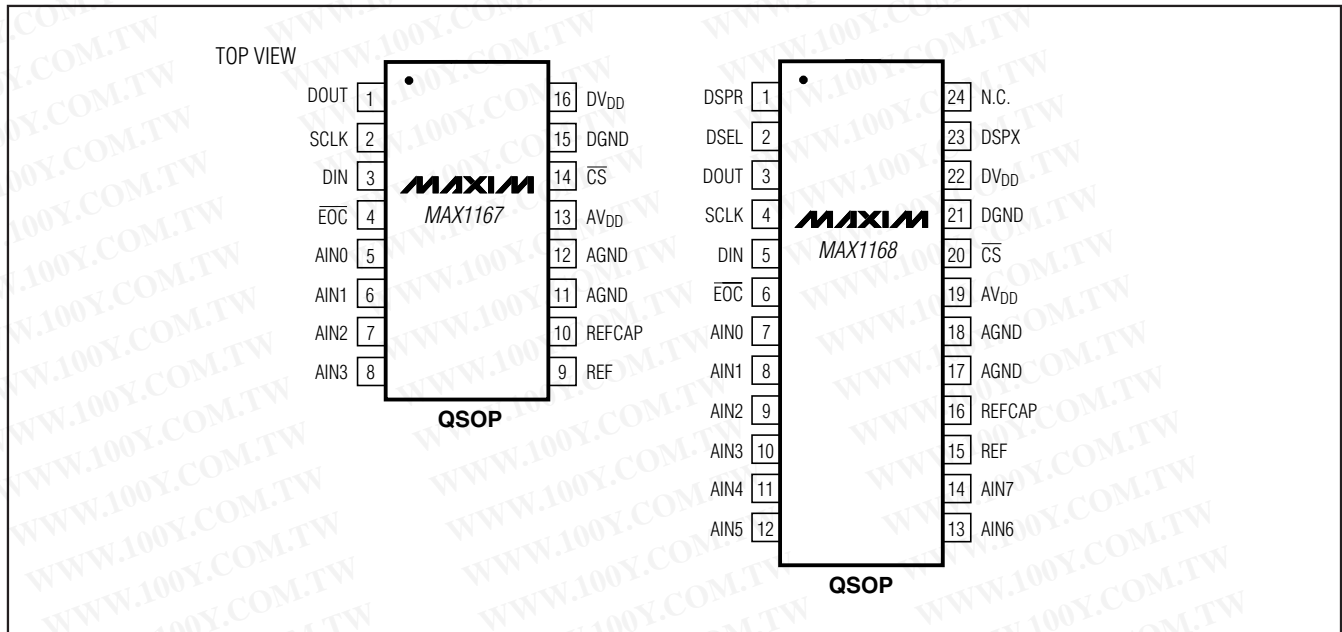 TOP VIEW
DOUT 1
SCLK 2
DIN 3
EOC 4
AIN0 5
AIN1 6
AIN2 7
AIN3 8
MAXIM
MAX1167
16 DVDD
15 DGND
14 CS
13 AVDD
12 AGND
11 AGND
10 REFCAP
9 REF
QSOP
DSPR 1
DSEL 2
DOUT 3
SCLK 4
DIN 5
EOC 6
AIN0 7
AIN1 8
AIN2 9
AIN3 10
AIN4 11
AIN5 12
MAXIM
MAX1168
24 N.C.
23 DSPX
22 DVDD
21 DGND
20 CS
19 AVDD
18 AGND
17 AGND
16 REFCAP
15 REF
14 AIN7
13 AIN6
QSOP
WWW.100Y.COM.TW